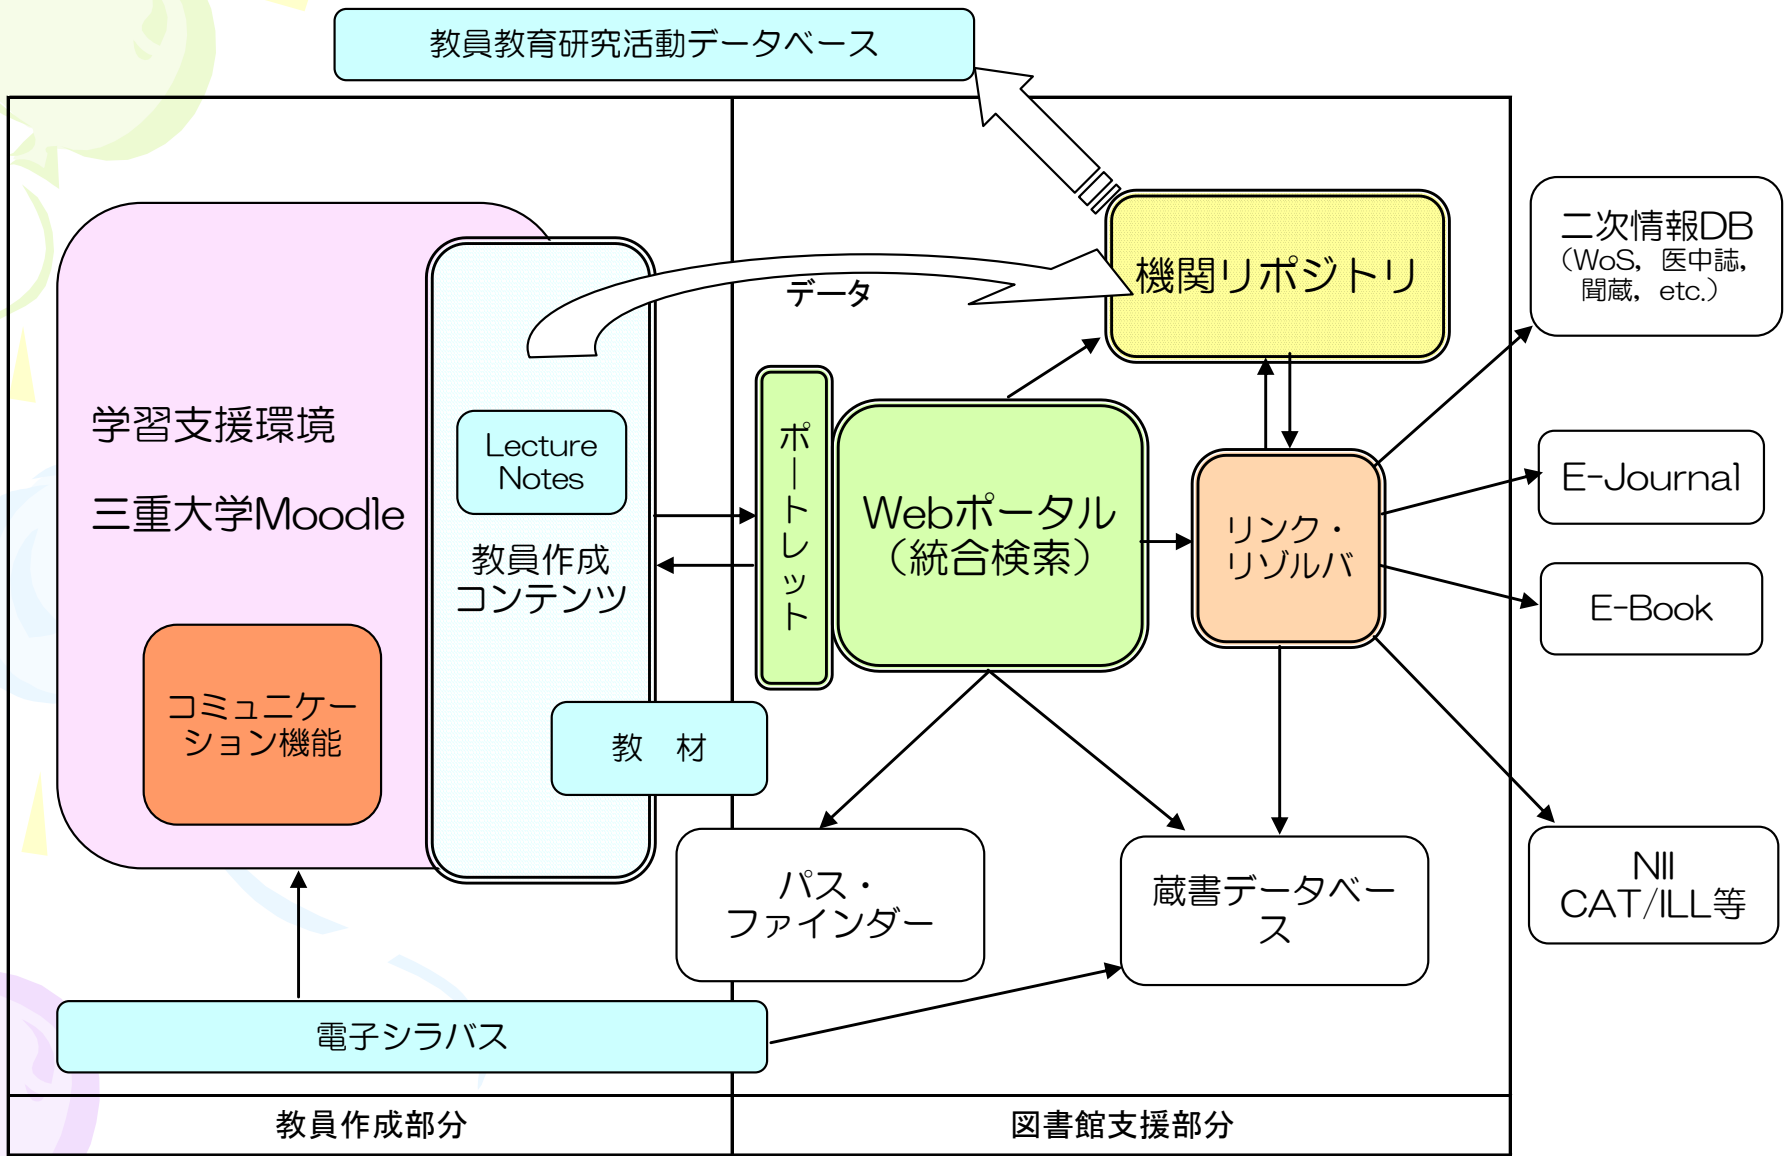 教員教育研究活動データベース
学習支援環境
三重大学Moodle
コミュニケー
ション機能
Lecture
Notes
教員作成
コンテンツ
教　材
電子シラバス
データ
機関リポジトリ
ポートレット
Webポータル
（統合検索）
リンク・
リゾルバ
パス・
ファインダー
蔵書データベー
ス
二次情報DB
（WoS，医中誌，
聞蔵，etc.）
E-Journal
E-Book
NII
CAT/ILL等
教員作成部分
図書館支援部分